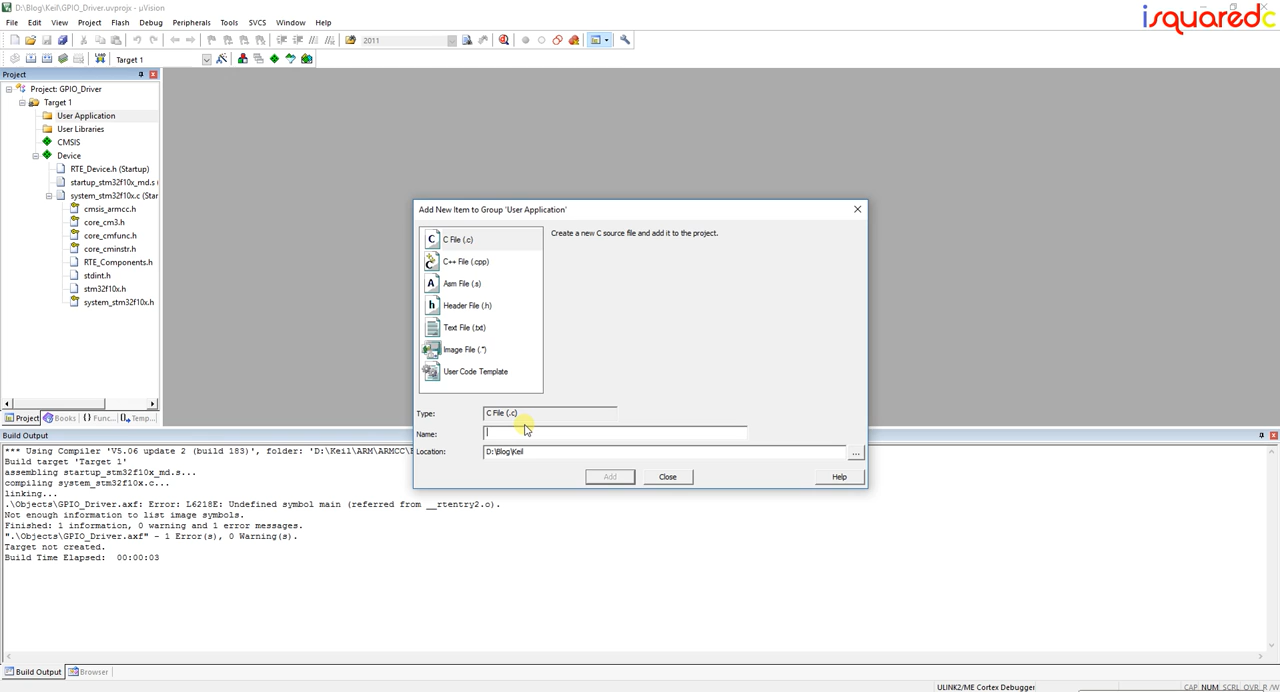 D:\Blog\Keil\GPIO_Driver.uvprojx - µVision
isquaredc
File Edit View Project Flash Debug Peripherals Tools SVCS Window Help
2011
Target 1
Project
Project: GPIO_Driver
Target 1
User Application
User Libraries
CMSIS
Device
RTE_Device.h (Startup)
startup_stm32f10x_md.s
system_stm32f10x.c (Star
cmsis_armcc.h
core_cm3.h
core_cmFunc.h
core_cmInstr.h
RTE_Components.h
stdint.h
stm32f10x.h
system_stm32f10x.h
Project Books {} Func... Temp...
Add New Item to Group 'User Application'
C File (.c)
C++ File (.cpp)
Asm File (.s)
Header File (.h)
Text File (.txt)
Image File (.*)
User Code Template
Create a new C source file and add it to the project.
Type: C File (.c)
Name:
Location: D:\Blog\Keil ...
Add Close Help
Build Output
*** Using Compiler 'V5.06 update 2 (build 183)', folder: 'D:\Keil\ARM\ARMCC\
Build target 'Target 1'
assembling startup_stm32f10x_md.s...
compiling system_stm32f10x.c...
linking...
.\Objects\GPIO_Driver.axf: Error: L6218E: Undefined symbol main (referred from __rtentry2.o).
Not enough information to list image symbols.
Finished: 1 information, 0 warning and 1 error messages.
".\Objects\GPIO_Driver.axf" - 1 Error(s), 0 Warning(s).
Target not created.
Build Time Elapsed: 00:00:03
Build Output Browser
ULINK2/ME Cortex Debugger CAP NUM SCRL OVR R/W